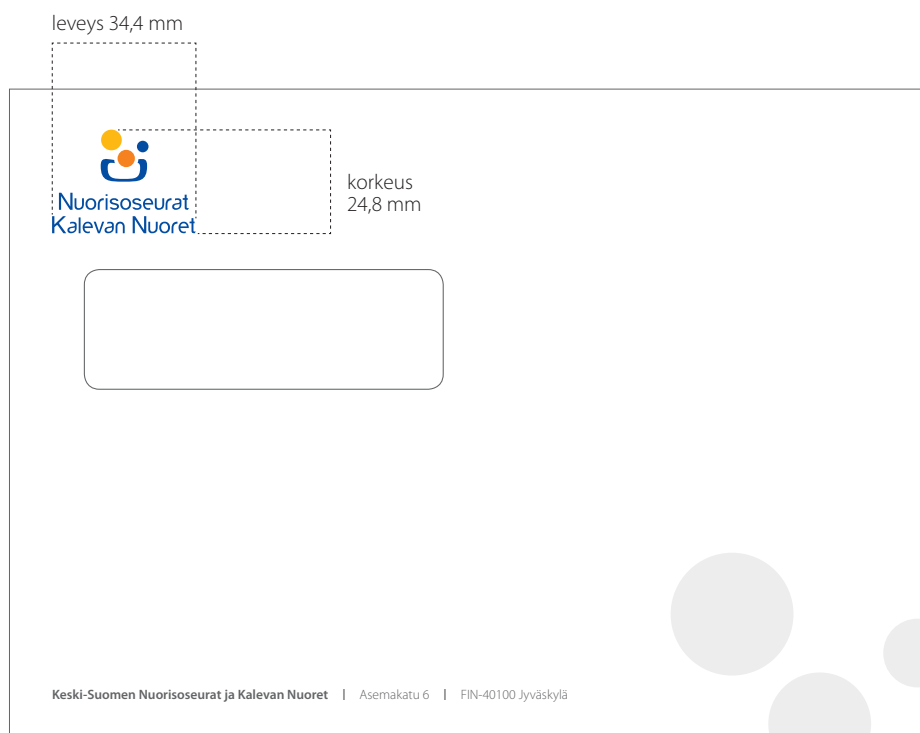 leveys 34,4 mm
korkeus
24,8 mm
Nuorisoseurat
Kalevan Nuoret
Keski-Suomen Nuorisoseurat ja Kalevan Nuoret | Asemakatu 6 | FIN-40100 Jyväskylä